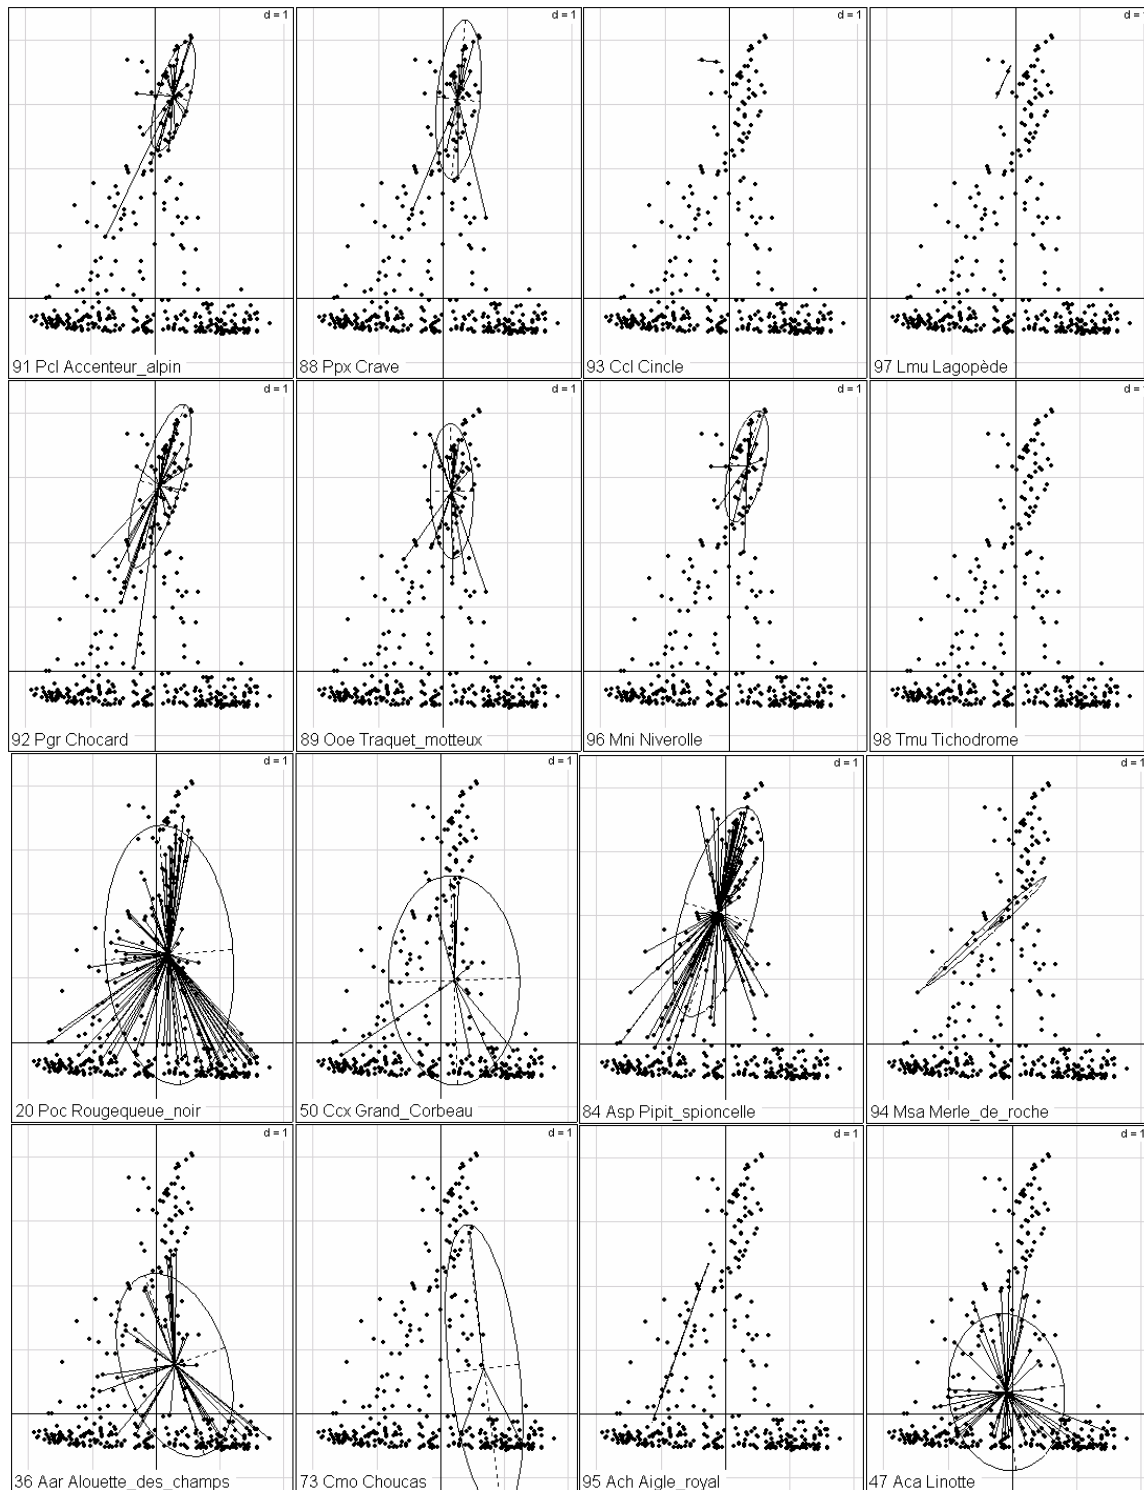 d = 1
d = 1
d = 1
d = 1
91 Pcl Accenteur_alpin
88 Ppx Crave
93 Ccl Cincle
97 Lmu Lagopède
d = 1
d = 1
d = 1
d = 1
92 Pgr Chocard
89 Ooe Traquet_motteux
96 Mni Niverolle
98 Tmu Tichodrome
d = 1
d = 1
d = 1
d = 1
20 Poc Rougequeue_noir
50 Ccx Grand_Corbeau
84 Asp Pipit_spioncelle
94 Msa Merle_de_roche
d = 1
d = 1
d = 1
d = 1
36 Aar Alouette_des_champs
73 Cmo Choucas
95 Ach Aigle_royal
47 Aca Linotte